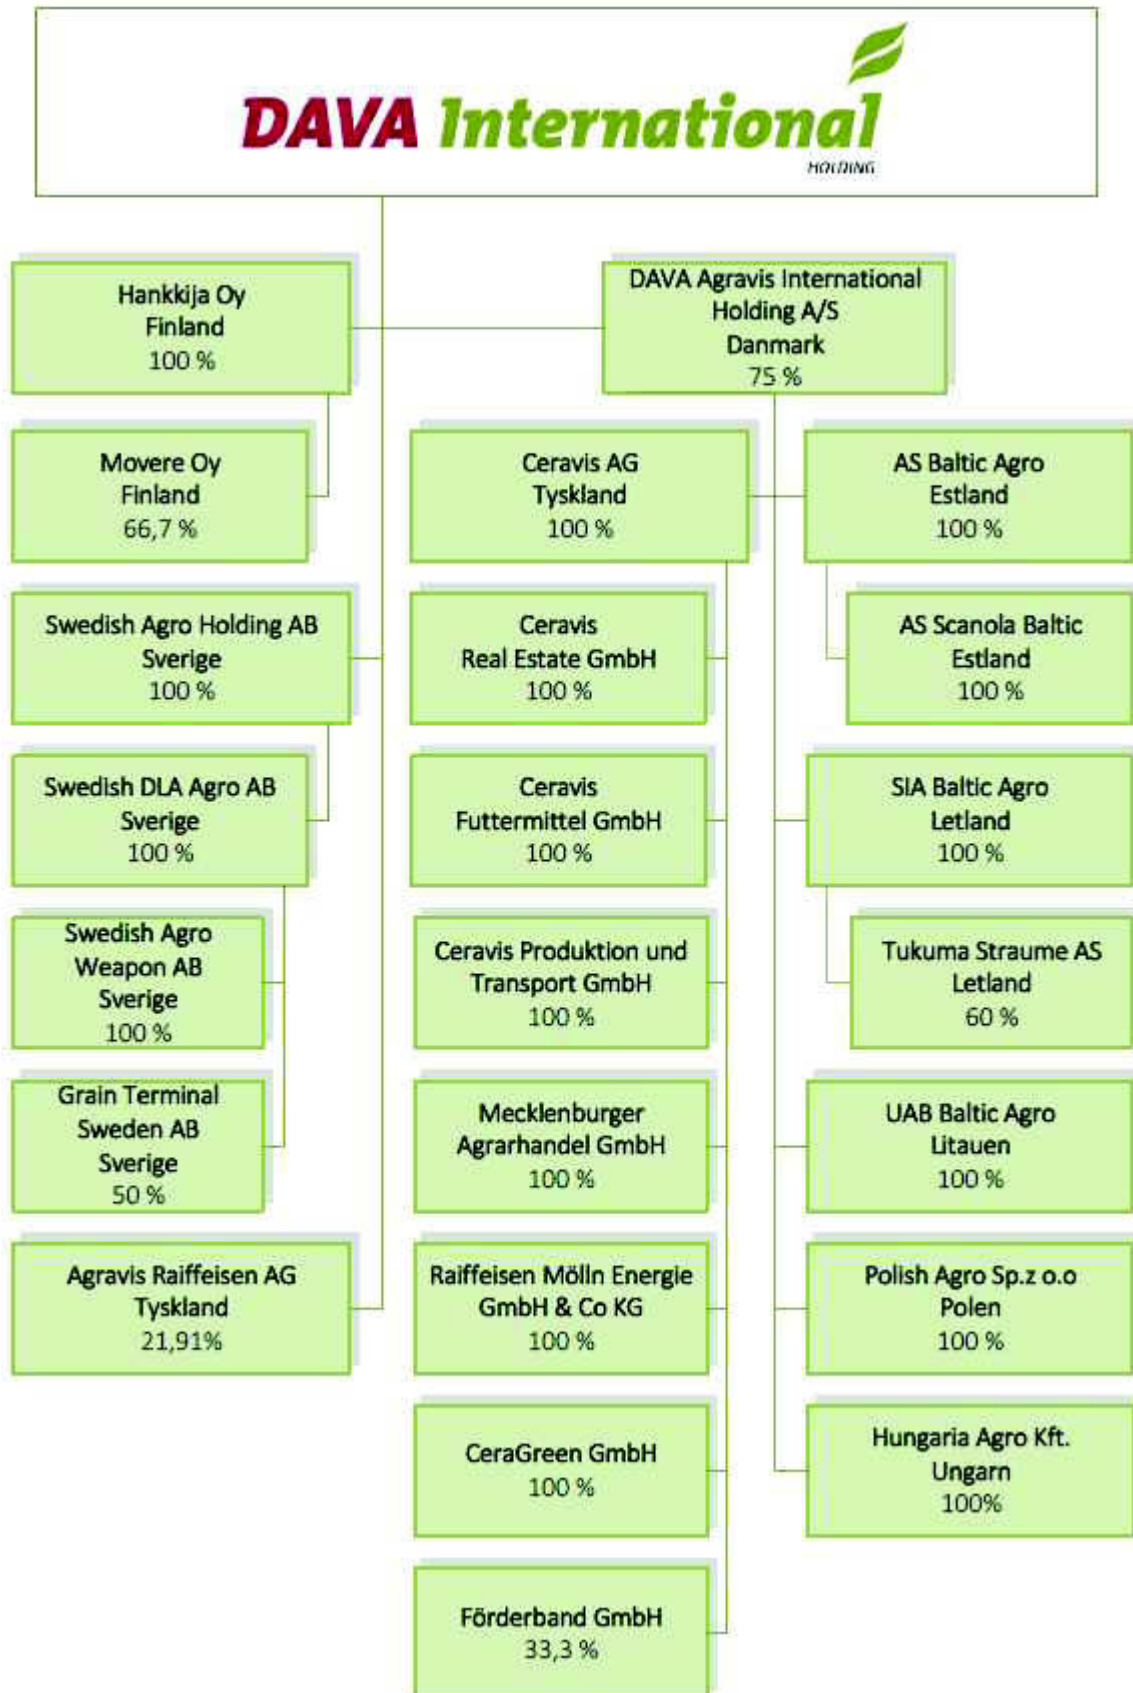 DAVA International
HOLDING
Hankkija Oy
Finland
100 %
DAVA Agravis International
Holding A/S
Danmark
75 %
Movere Oy
Finland
66,7 %
Ceravis AG
Tyskland
100 %
AS Baltic Agro
Estland
100 %
Swedish Agro Holding AB
Sverige
100 %
Ceravis
Real Estate GmbH
100 %
AS Scanola Baltic
Estland
100 %
Swedish DLA Agro AB
Sverige
100 %
Ceravis
Futtermittel GmbH
100 %
SIA Baltic Agro
Letland
100 %
Swedish Agro
Weapon AB
Sverige
100 %
Ceravis Produktion und
Transport GmbH
100 %
Tukuma Straume AS
Letland
60 %
Grain Terminal
Sweden AB
Sverige
50 %
Mecklenburger
Agrarhandel GmbH
100 %
UAB Baltic Agro
Litauen
100 %
Agravis Raiffeisen AG
Tyskland
21,91%
Raiffeisen Mölln Energie
GmbH & Co KG
100 %
Polish Agro Sp.z o.o
Polen
100 %
CeraGreen GmbH
100 %
Hungaria Agro Kft.
Ungarn
100%
Förderband GmbH
33,3 %